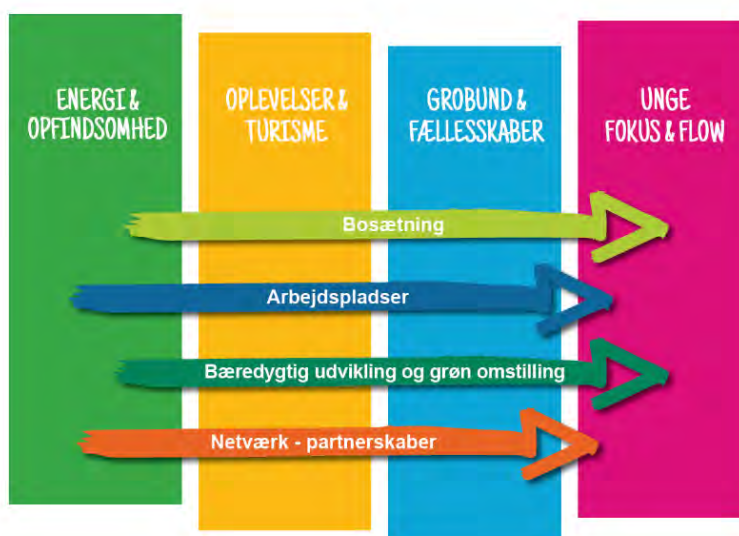 ENERGI &
OPFINDSOMHED
OPLEVELSER &
TURISME
GROBUND &
FÆLLESSKABER
UNGE
FOKUS & FLOW
Bosætning
Arbejdspladser
Bæredygtig udvikling og grøn omstilling
Netværk - partnerskaber